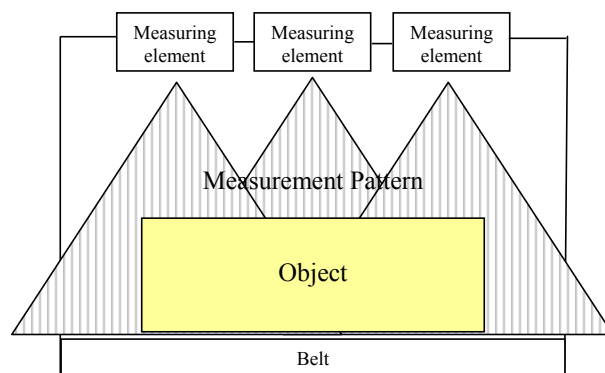 Measuring
element
Measuring
element
Measuring
element
Measurement Pattern
Object
Belt